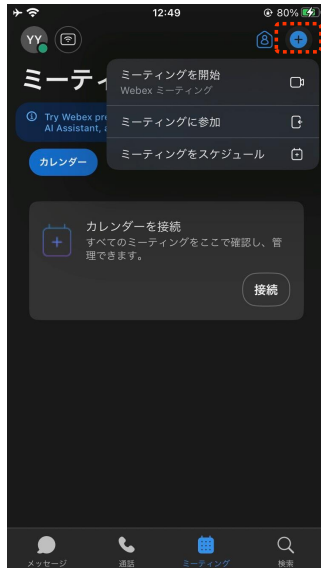 12:49
80%
YY
8
ミーティ
ミーティングを開始
Webex ミーティング
ミーティングに参加
ミーティングをスケジュール
Try Webex pre
AI Assistant, a
カレンダー
カレンダーを接続
すべてのミーティングをここで確認し、管
理できます。
接続
メッセージ
通話
ミーティング
検索